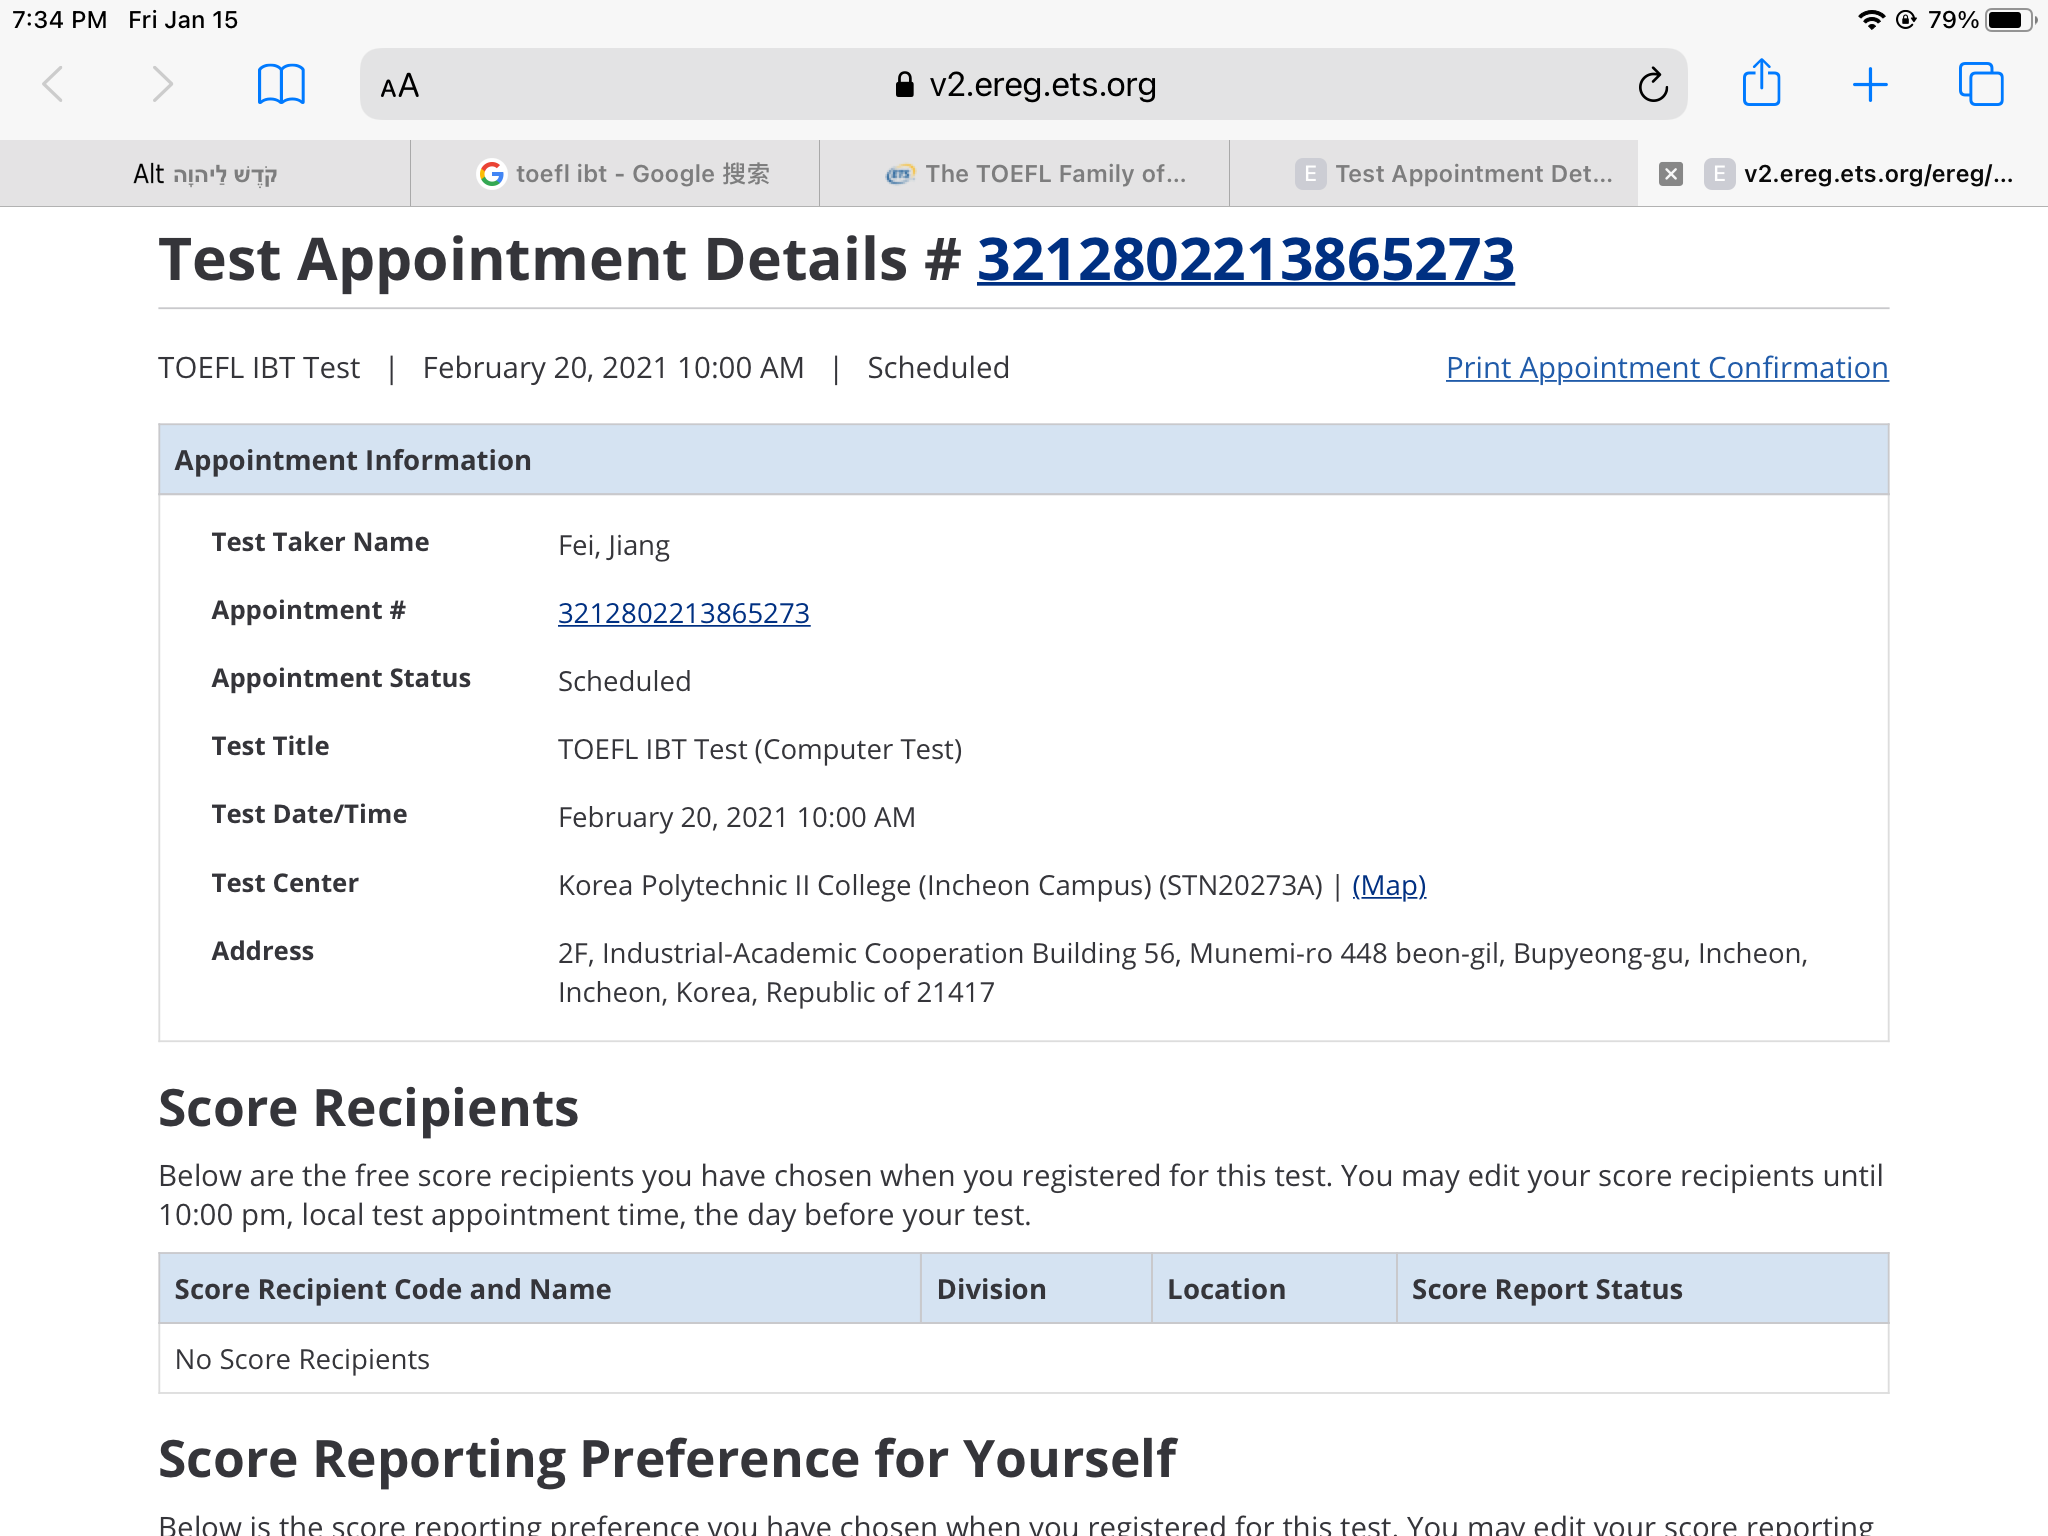 7:34 PM Fri Jan 15 79%
AA v2.ereg.ets.org
Alt קֹדֶשׁ לַיהוָה
toefl ibt - Google 搜索
The TOEFL Family of...
E Test Appointment Det...
E v2.ereg.ets.org/ereg/...
Test Appointment Details # 3212802213865273
TOEFL IBT Test | February 20, 2021 10:00 AM | Scheduled Print Appointment Confirmation
Appointment Information
Test Taker Name Fei, Jiang
Appointment # 3212802213865273
Appointment Status Scheduled
Test Title TOEFL IBT Test (Computer Test)
Test Date/Time February 20, 2021 10:00 AM
Test Center Korea Polytechnic II College (Incheon Campus) (STN20273A) | (Map)
Address 2F, Industrial-Academic Cooperation Building 56, Munemi-ro 448 beon-gil, Bupyeong-gu, Incheon,
Incheon, Korea, Republic of 21417
Score Recipients
Below are the free score recipients you have chosen when you registered for this test. You may edit your score recipients until
10:00 pm, local test appointment time, the day before your test.
Score Recipient Code and Name Division Location Score Report Status
No Score Recipients
Score Reporting Preference for Yourself
Below is the score reporting preference you have chosen when you registered for this test. You may edit your score reporting